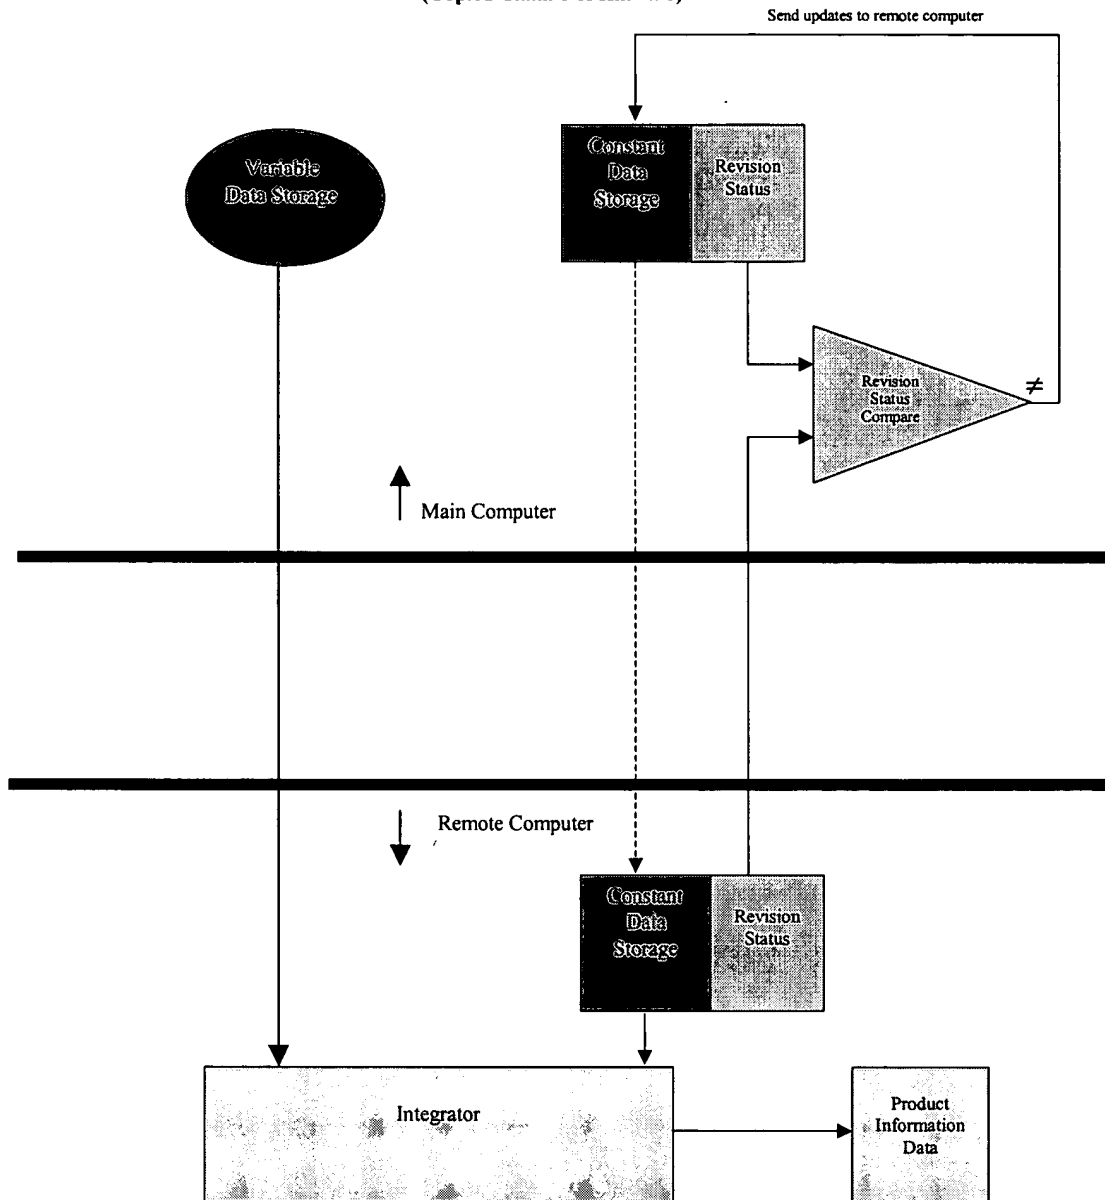 Send updates to remote computer
Variable
Data Storage
Constant
Data
Storage
Revision
Status
Revision
Status
Compare
≠
Main Computer
Remote Computer
Constant
Data
Storage
Revision
Status
Integrator
Product
Information
Data